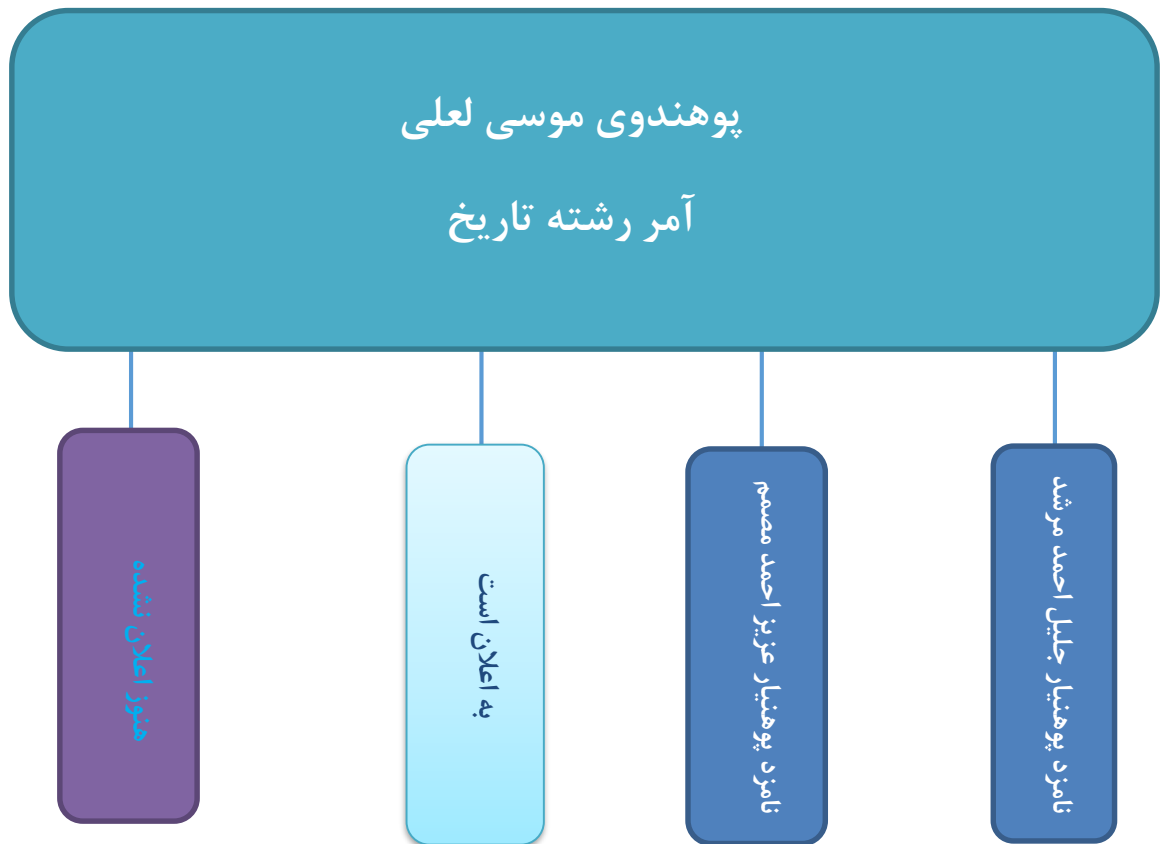 پوهندوی موسی لعلی
آمر رشته تاریخ
نامزد پوهنیار جلیل احمد مرشد
نامزد پوهنیار عزیز احمد مصمم
به اعلان است
هنوز اعلان نشده